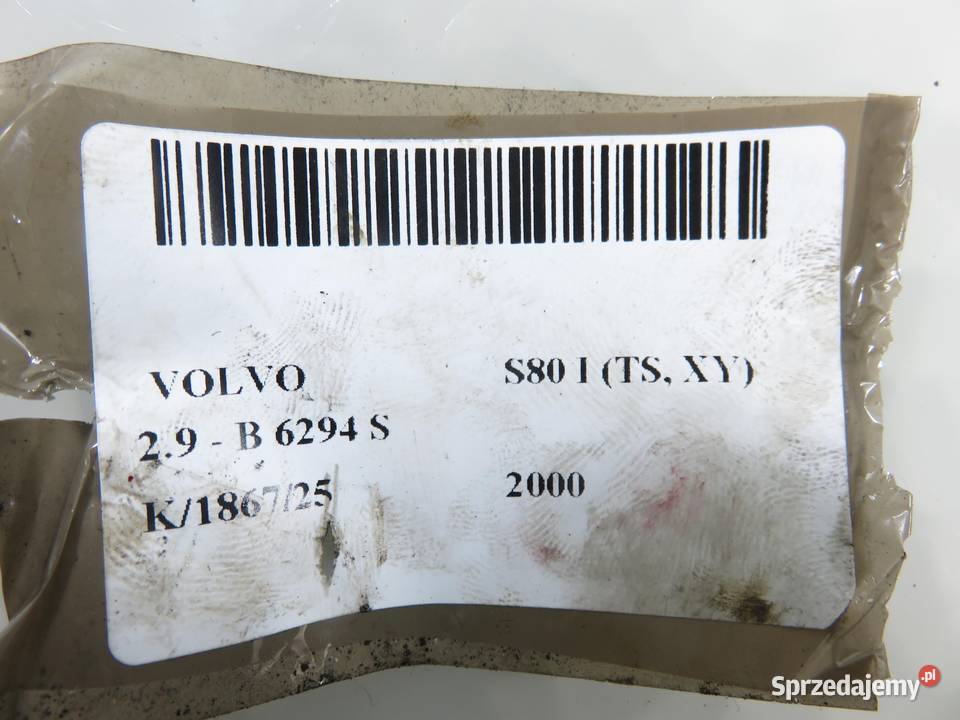 VOLVO S80 I (TS, XY)
2.9 - B 6294 S
K/1867/25 2000
Sprzedajemy.pl